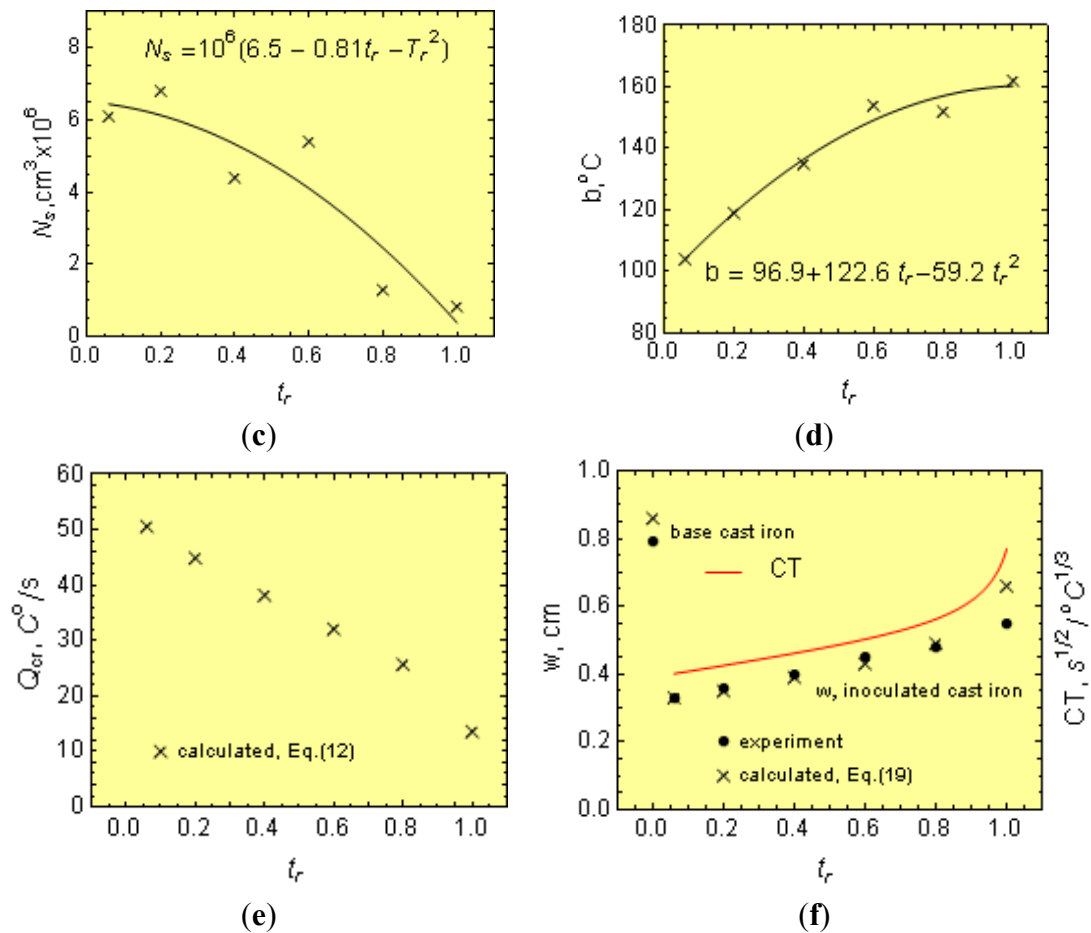 N_s = 10^6(6.5 − 0.81t_r − T_r^2)
N_s, cm^3x10^6
8
6
4
2
0
0.0 0.2 0.4 0.6 0.8 1.0
t_r
(c)
b, °C
180
160
140
120
100
80
b = 96.9+122.6 t_r−59.2 t_r^2
0.0 0.2 0.4 0.6 0.8 1.0
t_r
(d)
Q_cr, C°/s
60
50
40
30
20
10
0
calculated, Eq.(12)
0.0 0.2 0.4 0.6 0.8 1.0
t_r
(e)
w, cm
1.0
0.8
0.6
0.4
0.2
0.0
base cast iron
CT
w, inoculated cast iron
experiment
calculated, Eq.(19)
CT, s^1/2/°C^1/3
0.0 0.2 0.4 0.6 0.8 1.0
t_r
(f)